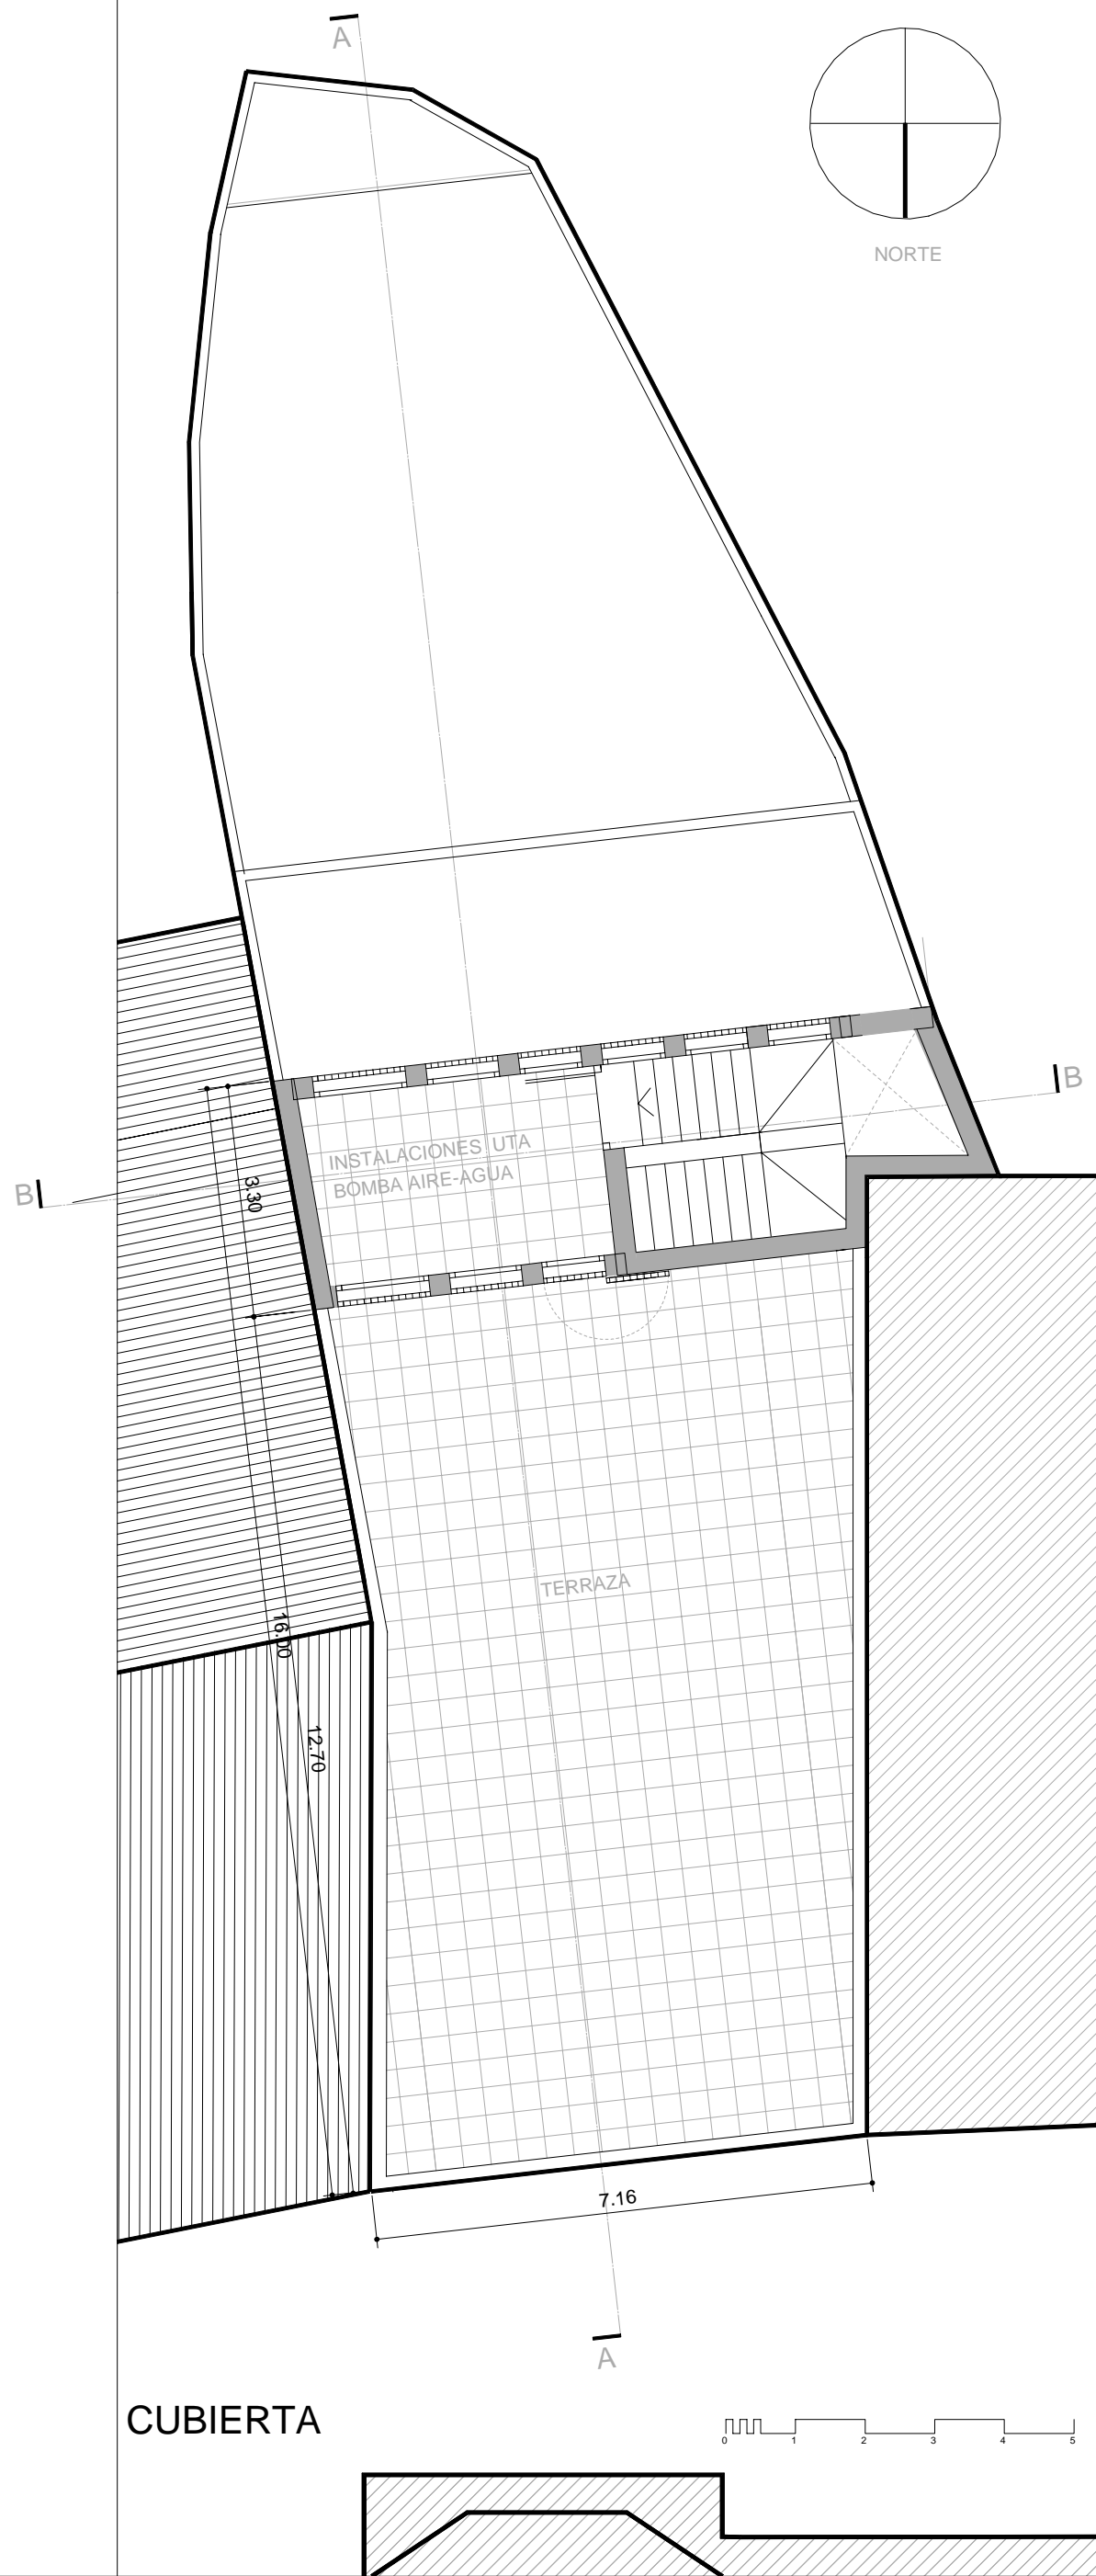 A
NORTE
B
B
INSTALACIONES UTA
BOMBA AIRE-AGUA
3.30
TERRAZA
16.00
12.70
7.16
A
CUBIERTA
0 1 2 3 4 5